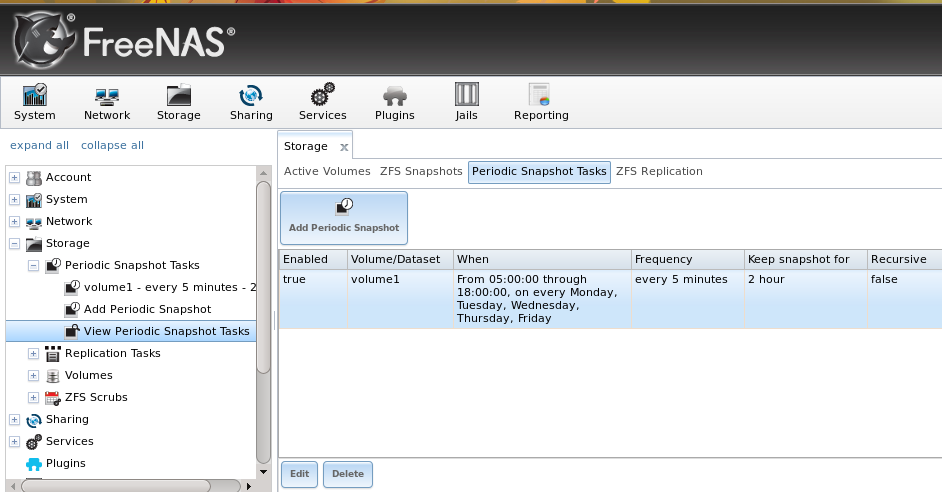 FreeNAS®
System Network Storage Sharing Services Plugins Jails Reporting
expand all collapse all
Account
System
Network
Storage
Periodic Snapshot Tasks
volume1 - every 5 minutes - 2
Add Periodic Snapshot
View Periodic Snapshot Tasks
Replication Tasks
Volumes
ZFS Scrubs
Sharing
Services
Plugins
Storage x
Active Volumes ZFS Snapshots Periodic Snapshot Tasks ZFS Replication
Add Periodic Snapshot
Enabled Volume/Dataset When Frequency Keep snapshot for Recursive
true volume1 From 05:00:00 through every 5 minutes 2 hour false
18:00:00, on every Monday,
Tuesday, Wednesday,
Thursday, Friday
Edit Delete